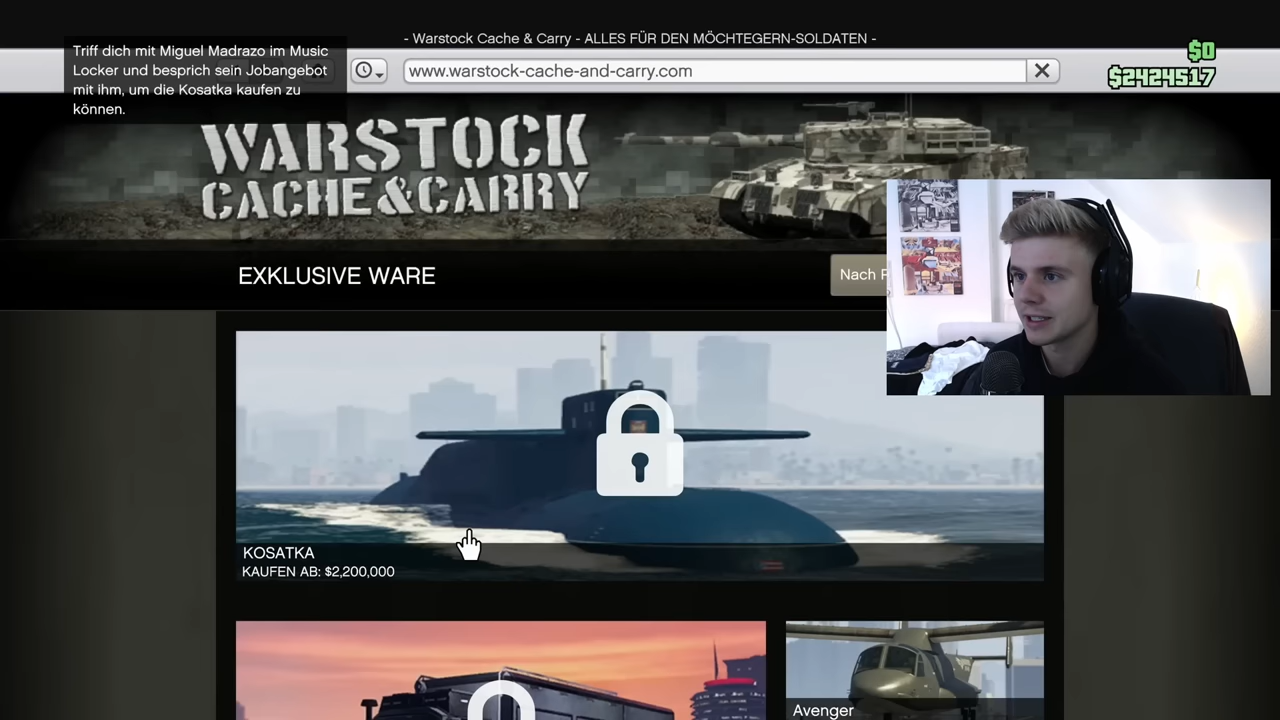 - Warstock Cache & Carry - ALLES FÜR DEN MÖCHTEGERN-SOLDATEN -
Triff dich mit Miguel Madrazo im Music
Locker und besprich sein Jobangebot
mit ihm, um die Kosatka kaufen zu
können.
www.warstock-cache-and-carry.com
$0
$2424517
WARSTOCK
CACHE & CARRY
EXKLUSIVE WARE
Nach
KOSATKA
KAUFEN AB: $2,200,000
Avenger